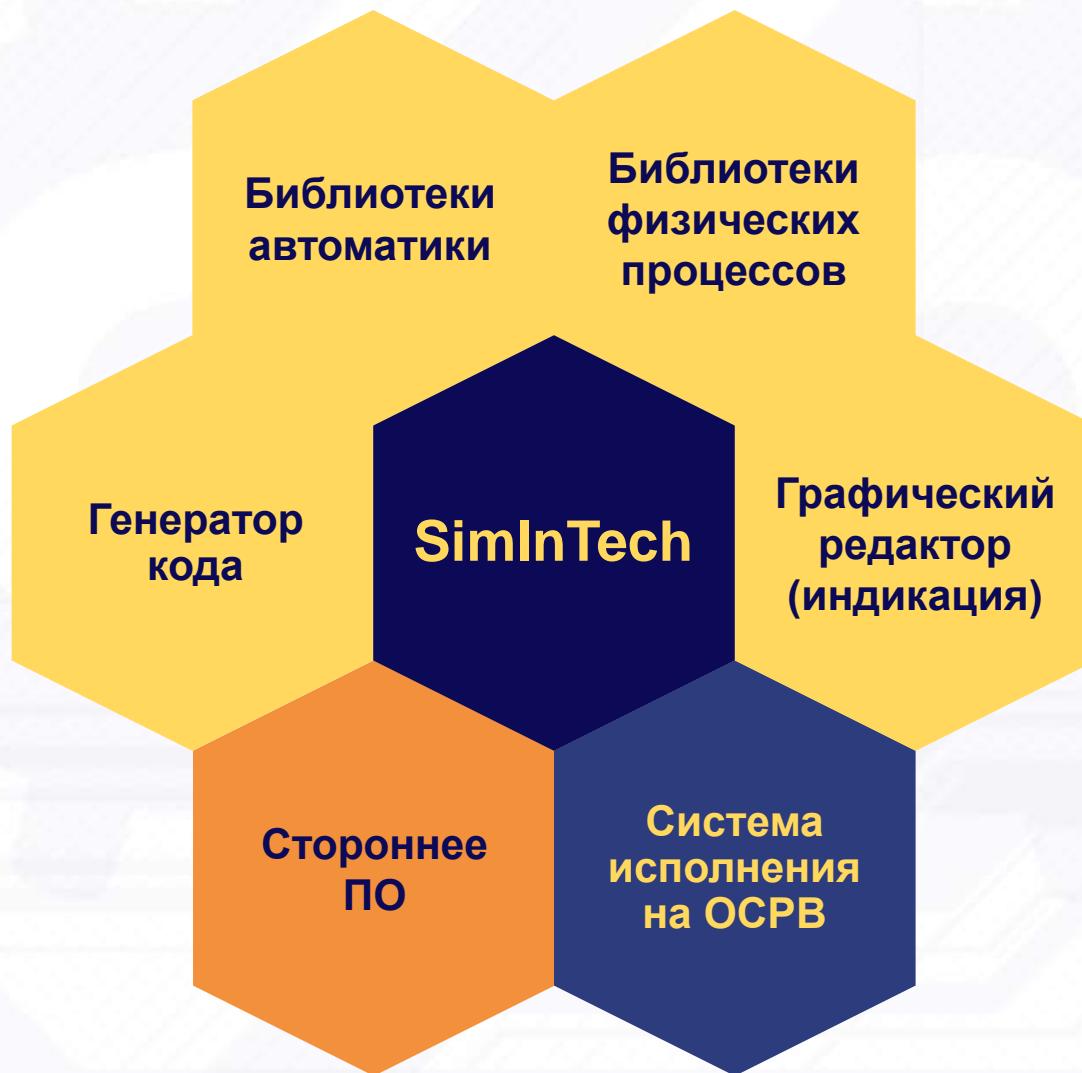 Библиотеки
автоматики
Библиотеки
физических
процессов
Генератор
кода
SimInTech
Графический
редактор
(индикация)
Стороннее
ПО
Система
исполнения
на ОСРВ